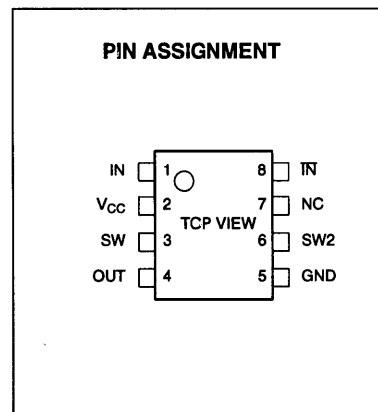 PIN ASSIGNMENT
IN 1 8 I̅N̅
VCC 2 7 NC
TCP VIEW
SW 3 6 SW2
OUT 4 5 GND